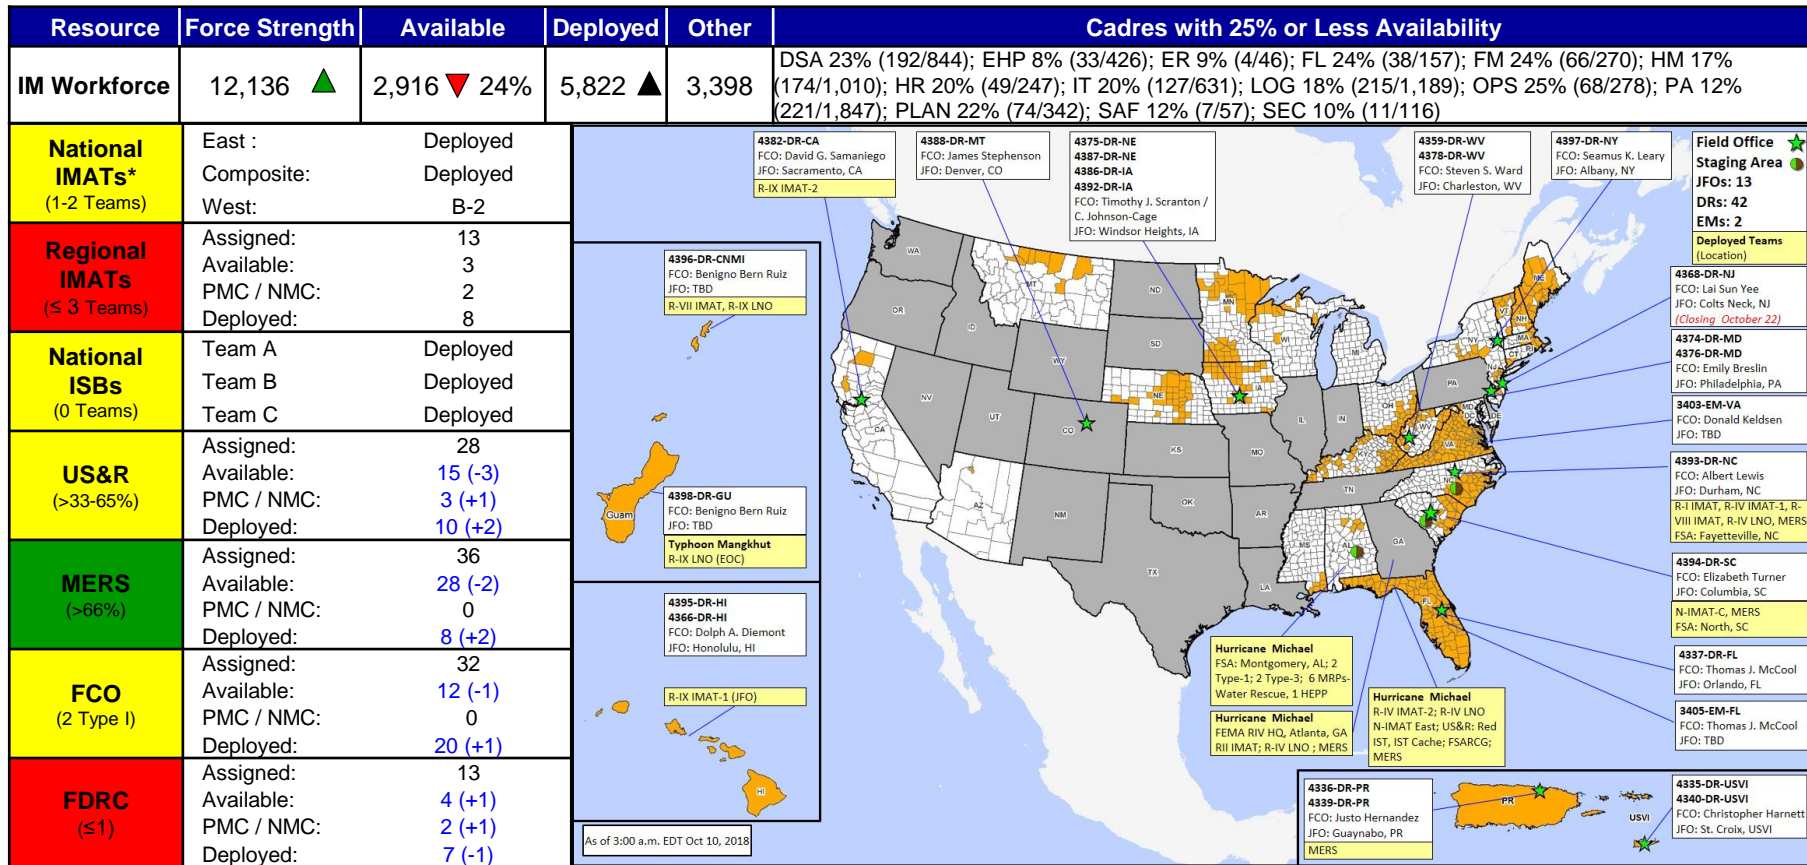 Resource Force Strength Available Deployed Other Cadres with 25% or Less Availability
IM Workforce 12,136 2,916 24% 5,822 3,398
DSA 23% (192/844); EHP 8% (33/426); ER 9% (4/46); FL 24% (38/157); FM 24% (66/270); HM 17%
(174/1,010); HR 20% (49/247); IT 20% (127/631); LOG 18% (215/1,189); OPS 25% (68/278); PA 12%
(221/1,847); PLAN 22% (74/342); SAF 12% (7/57); SEC 10% (11/116)
National
IMATs*
(1-2 Teams)
East : Deployed
Composite: Deployed
West: B-2
Regional
IMATs
(≤ 3 Teams)
Assigned: 13
Available: 3
PMC / NMC: 2
Deployed: 8
National
ISBs
(0 Teams)
Team A Deployed
Team B Deployed
Team C Deployed
US&R
(>33-65%)
Assigned: 28
Available: 15 (-3)
PMC / NMC: 3 (+1)
Deployed: 10 (+2)
MERS
(>66%)
Assigned: 36
Available: 28 (-2)
PMC / NMC: 0
Deployed: 8 (+2)
FCO
(2 Type I)
Assigned: 32
Available: 12 (-1)
PMC / NMC: 0
Deployed: 20 (+1)
FDRC
(≤1)
Assigned: 13
Available: 4 (+1)
PMC / NMC: 2 (+1)
Deployed: 7 (-1)
4382-DR-CA
FCO: David G. Samaniego
JFO: Sacramento, CA
R-IX IMAT-2
4388-DR-MT
FCO: James Stephenson
JFO: Denver, CO
4375-DR-NE
4387-DR-NE
4386-DR-IA
4392-DR-IA
FCO: Timothy J. Scranton /
C. Johnson-Cage
JFO: Windsor Heights, IA
4359-DR-WV
4378-DR-WV
FCO: Steven S. Ward
JFO: Charleston, WV
4397-DR-NY
FCO: Seamus K. Leary
JFO: Albany, NY
Field Office
Staging Area
JFOs: 13
DRs: 42
EMs: 2
Deployed Teams
(Location)
4368-DR-NJ
FCO: Lai Sun Yee
JFO: Colts Neck, NJ
(Closing October 22)
4374-DR-MD
4376-DR-MD
FCO: Emily Breslin
JFO: Philadelphia, PA
3403-EM-VA
FCO: Donald Keldsen
JFO: TBD
4393-DR-NC
FCO: Albert Lewis
JFO: Durham, NC
R-I IMAT, R-IV IMAT-1, R-
VIII IMAT, R-IV LNO, MERS
FSA: Fayetteville, NC
4394-DR-SC
FCO: Elizabeth Turner
JFO: Columbia, SC
N-IMAT-C, MERS
FSA: North, SC
4337-DR-FL
FCO: Thomas J. McCool
JFO: Orlando, FL
3405-EM-FL
FCO: Thomas J. McCool
JFO: TBD
4396-DR-CNMI
FCO: Benigno Bern Ruiz
JFO: TBD
R-VII IMAT, R-IX LNO
Guam
4398-DR-GU
FCO: Benigno Bern Ruiz
JFO: TBD
Typhoon Mangkhut
R-IX LNO (EOC)
4395-DR-HI
4366-DR-HI
FCO: Dolph A. Diemont
JFO: Honolulu, HI
R-IX IMAT-1 (JFO)
HI
As of 3:00 a.m. EDT Oct 10, 2018
WA
OR
ID
MT
ND
SD
WY
NV
UT
CO
CA
AZ
NM
NE
KS
OK
TX
MN
IA
MO
AR
LA
WI
IL
IN
MI
OH
KY
TN
MS
AL
GA
FL
NC
VA
WV
MD
DC
DE
PA
NJ
NY
CT
RI
MA
VT
NH
ME
Hurricane Michael
FSA: Montgomery, AL; 2
Type-1; 2 Type-3; 6 MRPs-
Water Rescue, 1 HEPP
Hurricane Michael
FEMA RIV HQ, Atlanta, GA
RII IMAT; R-IV LNO ; MERS
Hurricane Michael
R-IV IMAT-2; R-IV LNO
N-IMAT East; US&R: Red
IST, IST Cache; FSARCG;
MERS
4336-DR-PR
4339-DR-PR
FCO: Justo Hernandez
JFO: Guaynabo, PR
MERS
PR
USVI
4335-DR-USVI
4340-DR-USVI
FCO: Christopher Harnett
JFO: St. Croix, USVI